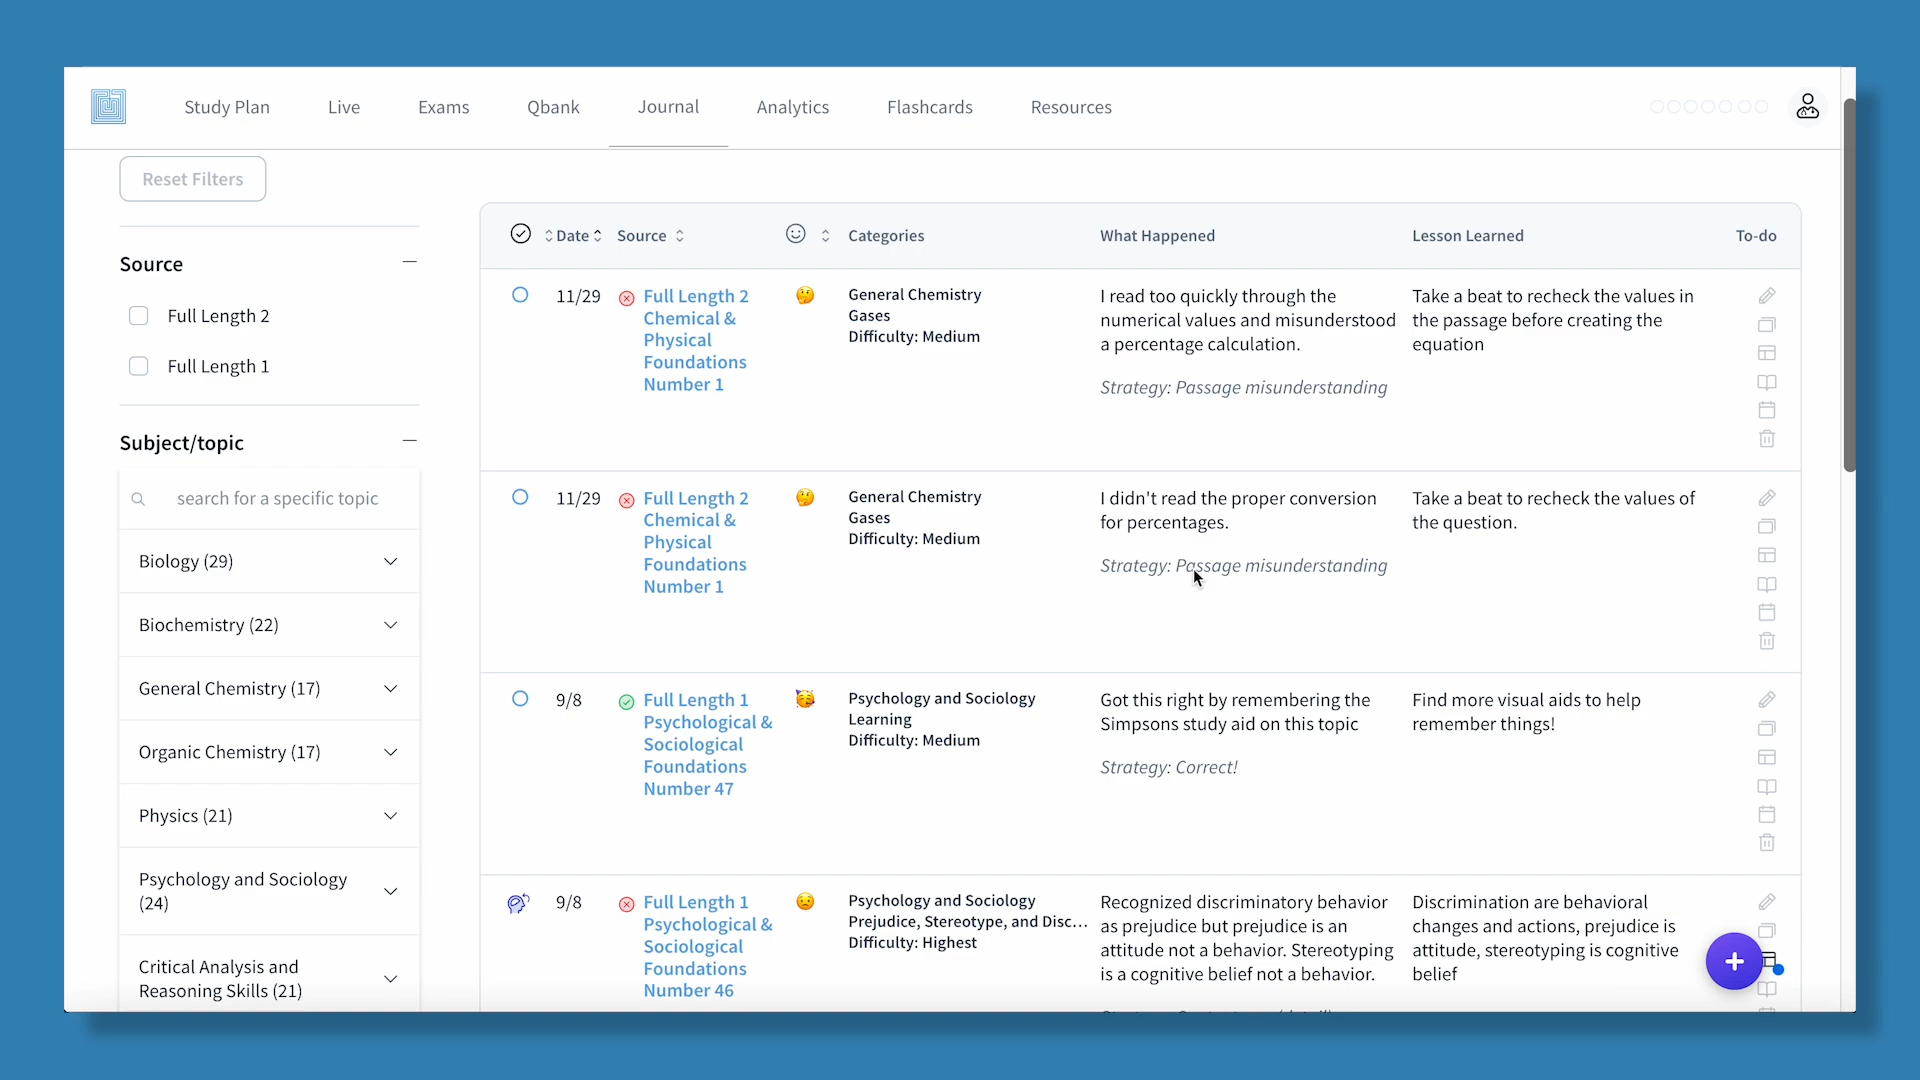 Study Plan
Live
Exams
Qbank
Journal
Analytics
Flashcards
Resources
Reset Filters
Source
Full Length 2
Full Length 1
Subject/topic
search for a specific topic
Biology (29)
Biochemistry (22)
General Chemistry (17)
Organic Chemistry (17)
Physics (21)
Psychology and Sociology
(24)
Critical Analysis and
Reasoning Skills (21)
Date
Source
Categories
What Happened
Lesson Learned
To-do
11/29
Full Length 2
Chemical &
Physical
Foundations
Number 1
General Chemistry
Gases
Difficulty: Medium
I read too quickly through the
numerical values and misunderstood
a percentage calculation.
Strategy: Passage misunderstanding
Take a beat to recheck the values in
the passage before creating the
equation
11/29
Full Length 2
Chemical &
Physical
Foundations
Number 1
General Chemistry
Gases
Difficulty: Medium
I didn't read the proper conversion
for percentages.
Strategy: Passage misunderstanding
Take a beat to recheck the values of
the question.
9/8
Full Length 1
Psychological &
Sociological
Foundations
Number 47
Psychology and Sociology
Learning
Difficulty: Medium
Got this right by remembering the
Simpsons study aid on this topic
Strategy: Correct!
Find more visual aids to help
remember things!
9/8
Full Length 1
Psychological &
Sociological
Foundations
Number 46
Psychology and Sociology
Prejudice, Stereotype, and Disc...
Difficulty: Highest
Recognized discriminatory behavior
as prejudice but prejudice is an
attitude not a behavior. Stereotyping
is a cognitive belief not a behavior.
Discrimination are behavioral
changes and actions, prejudice is
attitude, stereotyping is cognitive
belief